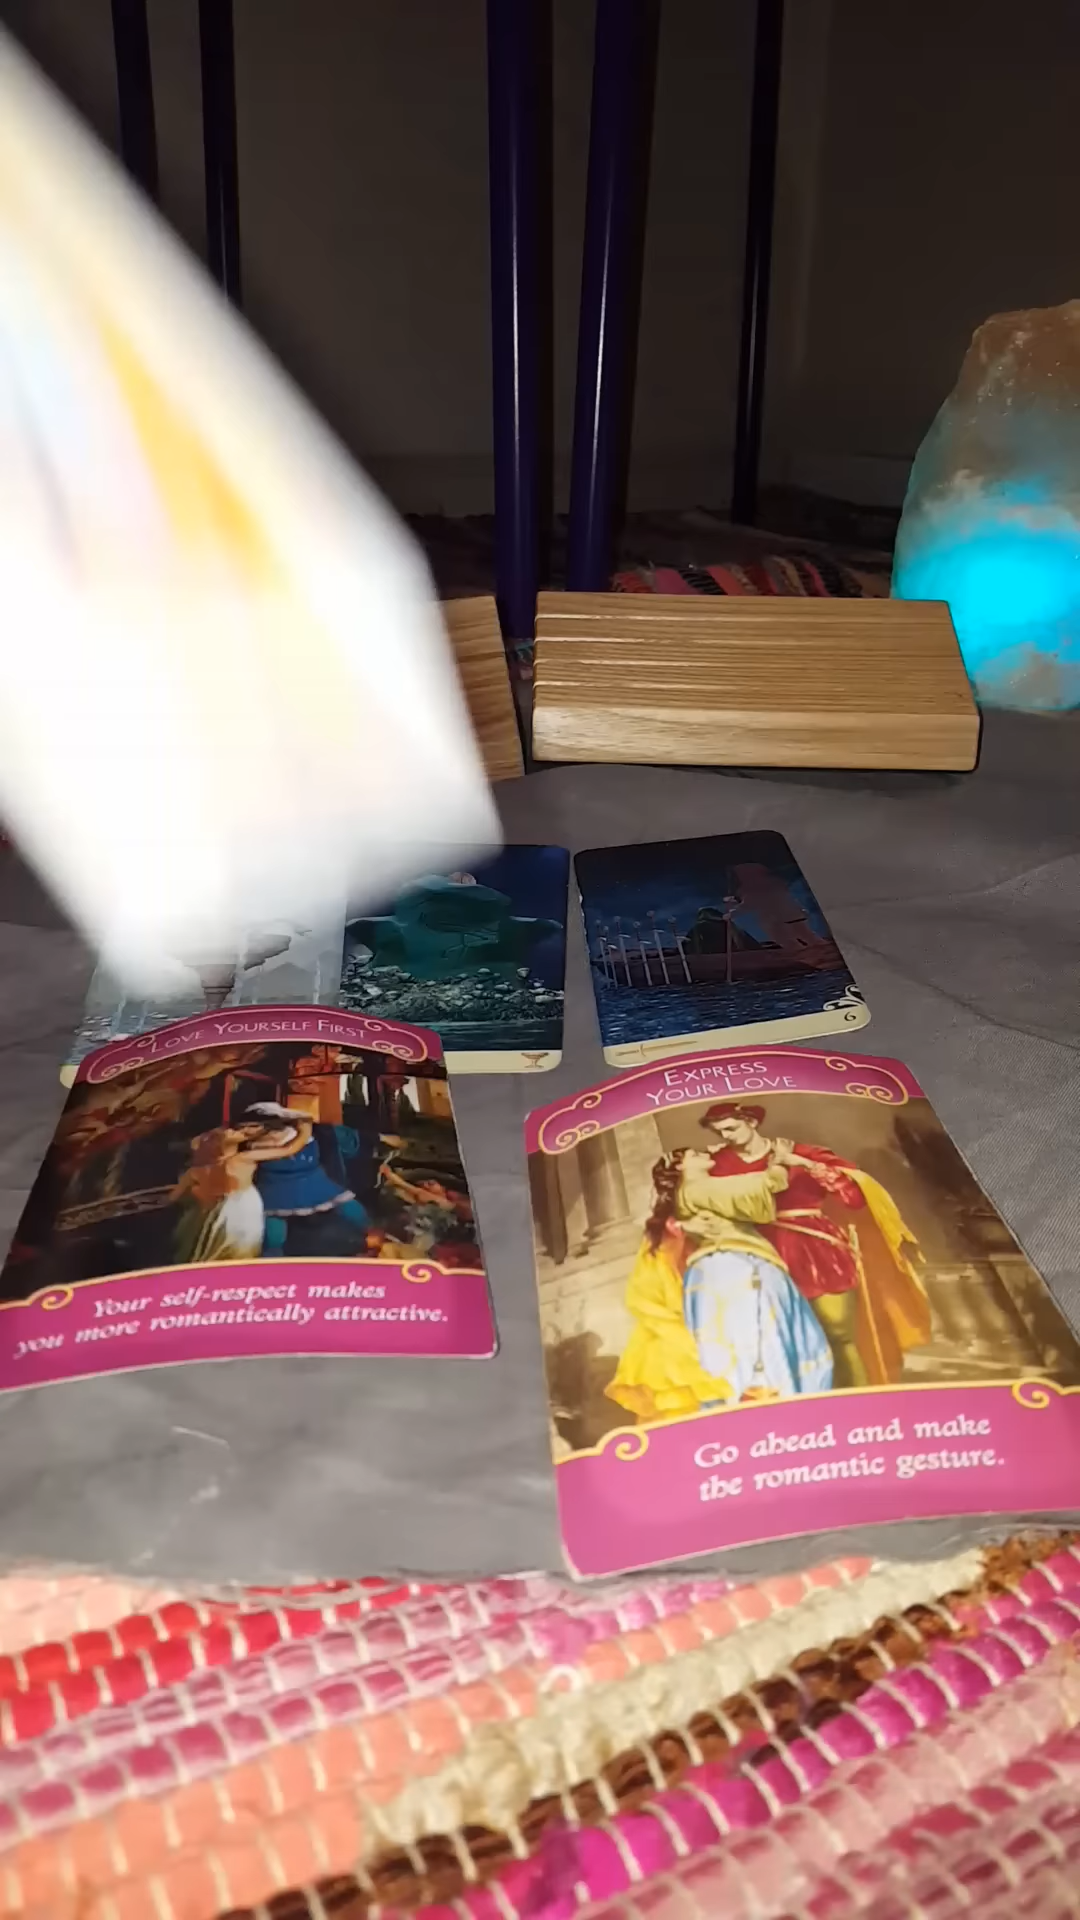 6
LOVE YOURSELF FIRST
EXPRESS
YOUR LOVE
Your self-respect makes
you more romantically attractive.
Go ahead and make
the romantic gesture.